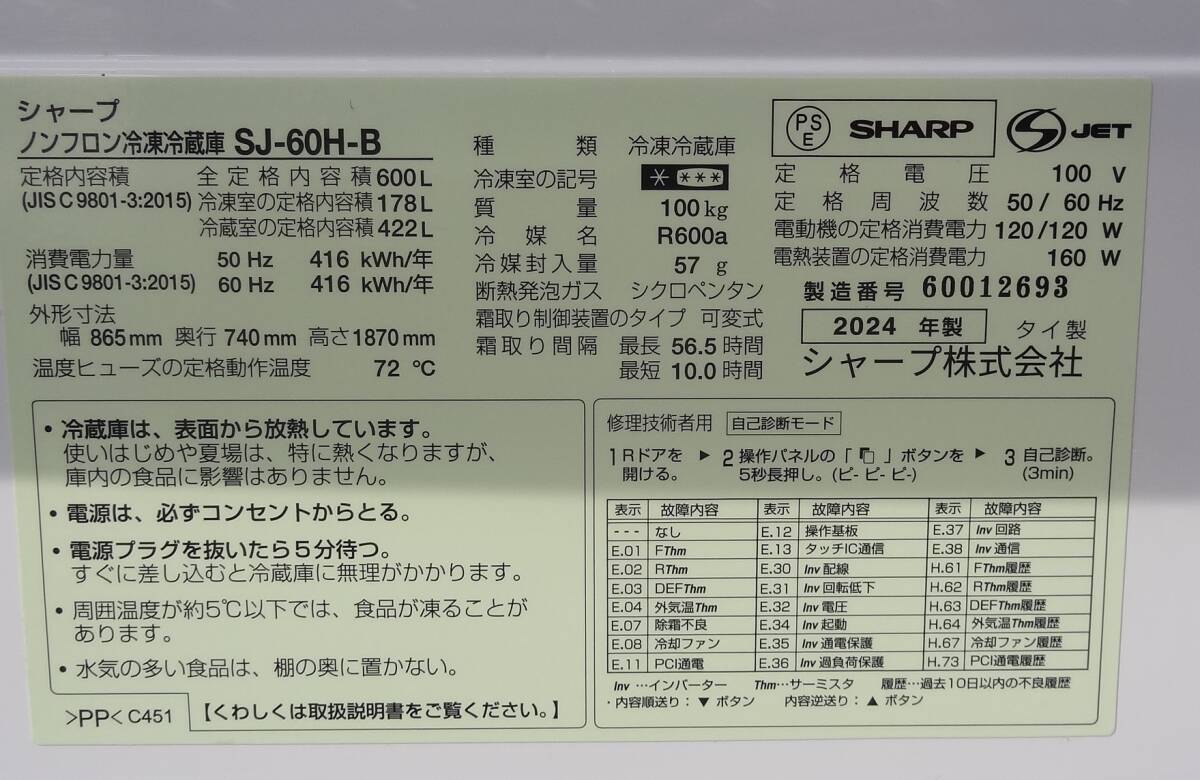 シャープ
ノンフロン冷凍冷蔵庫 SJ-60H-B
定格内容積 全定格内容積 600 L
(JIS C 9801-3:2015) 冷凍室の定格内容積 178 L
冷蔵室の定格内容積 422 L
消費電力量 50 Hz 416 kWh/年
(JIS C 9801-3:2015) 60 Hz 416 kWh/年
外形寸法
幅 865 mm 奥行 740 mm 高さ 1870 mm
温度ヒューズの定格動作温度 72 ℃
種類 冷凍冷蔵庫
冷凍室の記号 * ***
質量 100 kg
冷媒名 R600a
冷媒封入量 57 g
断熱発泡ガス シクロペンタン
霜取り制御装置のタイプ 可変式
霜取り間隔 最長 56.5 時間
最短 10.0 時間
PSE SHARP S JET
定格電圧 100 V
定格周波数 50 / 60 Hz
電動機の定格消費電力 120 /120 W
電熱装置の定格消費電力 160 W
製造番号 60012693
2024 年製 タイ製
シャープ株式会社
・冷蔵庫は、表面から放熱しています。
使いはじめや夏場は、特に熱くなりますが、
庫内の食品に影響はありません。
・電源は、必ずコンセントからとる。
・電源プラグを抜いたら5分待つ。
すぐに差し込むと冷蔵庫に無理がかかります。
・周囲温度が約5℃以下では、食品が凍ることが
あります。
・水気の多い食品は、棚の奥に置かない。
>PP< C451 【くわしくは取扱説明書をご覧ください。】
修理技術者用 自己診断モード
1 Rドアを ▶ 2 操作パネルの「 」ボタンを ▶ 3 自己診断。
開ける。 5秒長押し。(ピ- ピ- ピ-) (3min)
表示 故障内容 表示 故障内容 表示 故障内容
--- なし E.12 操作基板 E.37 Inv 回路
E.01 FThm E.13 タッチIC通信 E.38 Inv 通信
E.02 RThm E.30 Inv 配線 H.61 FThm履歴
E.03 DEFThm E.31 Inv 回転低下 H.62 RThm履歴
E.04 外気温Thm E.32 Inv 電圧 H.63 DEFThm履歴
E.07 除霜不良 E.34 Inv 起動 H.64 外気温Thm履歴
E.08 冷却ファン E.35 Inv 通電保護 H.67 冷却ファン履歴
E.11 PCI通電 E.36 Inv 過負荷保護 H.73 PCI通電履歴
Inv …インバーター Thm…サーミスタ 履歴…過去10日以内の不良履歴
・内容順送り：▼ ボタン 内容逆送り：▲ ボタン